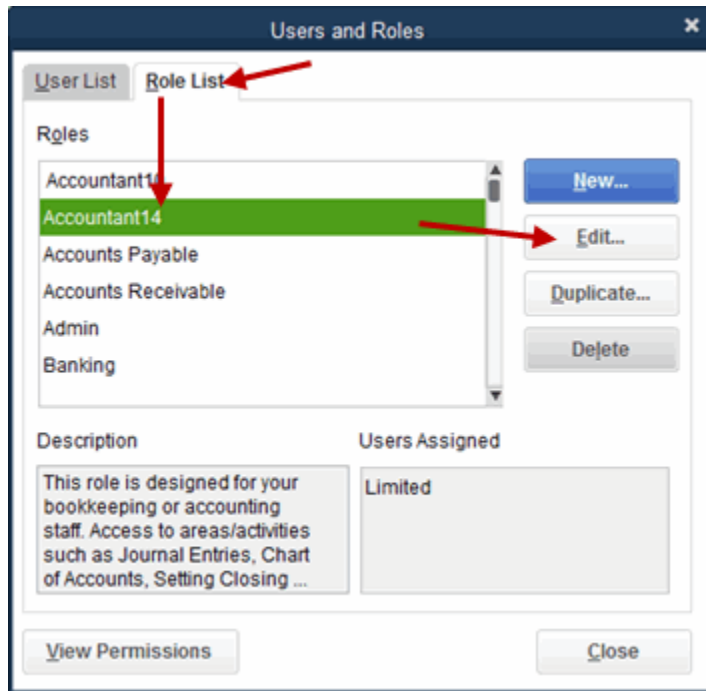 Users and Roles
User List
Role List
Roles
Accountant1
Accountant14
Accounts Payable
Accounts Receivable
Admin
Banking
New...
Edit...
Duplicate...
Delete
Description
This role is designed for your
bookkeeping or accounting
staff. Access to areas/activities
such as Journal Entries, Chart
of Accounts, Setting Closing ...
Users Assigned
Limited
View Permissions
Close